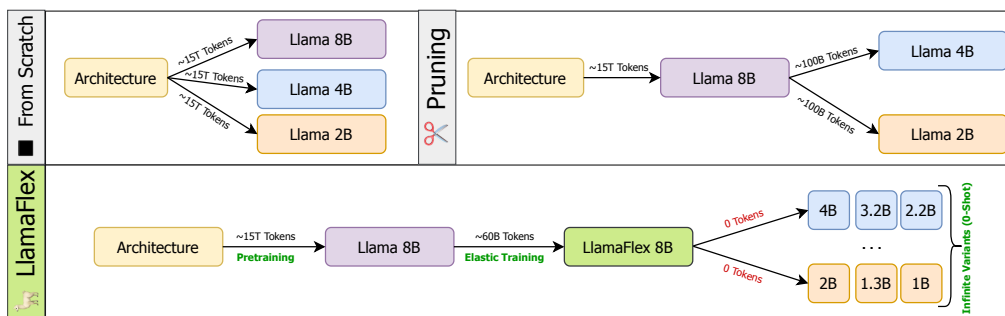 From Scratch
Architecture
~15T Tokens
~15T Tokens
~15T Tokens
Llama 8B
Llama 4B
Llama 2B
Pruning
Architecture
~15T Tokens
Llama 8B
~100B Tokens
~100B Tokens
Llama 4B
Llama 2B
LlamaFlex
Architecture
~15T Tokens
Pretraining
Llama 8B
~60B Tokens
Elastic Training
LlamaFlex 8B
0 Tokens
0 Tokens
4B 3.2B 2.2B
...
2B 1.3B 1B
Infinite Variants (0-Shot)